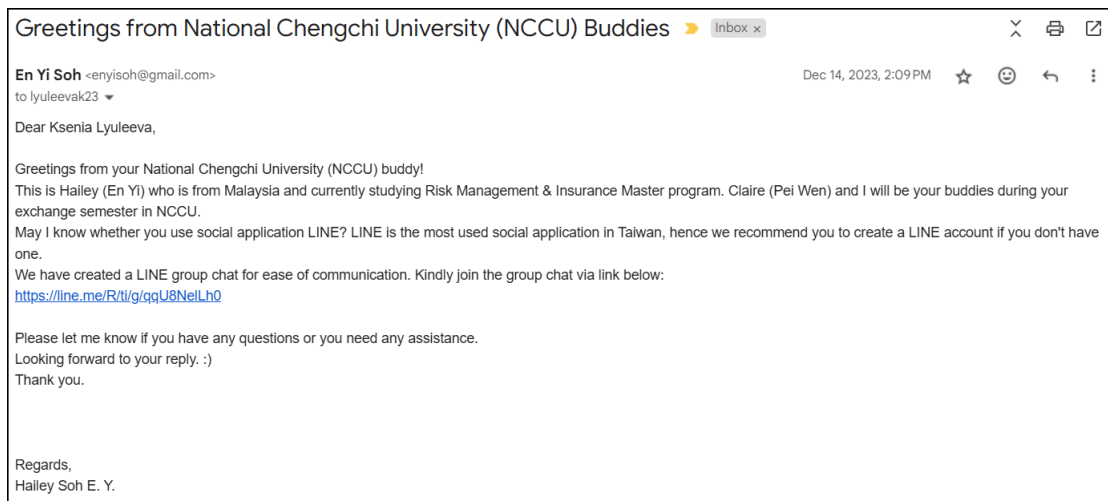 Greetings from National Chengchi University (NCCU) Buddies Inbox x
En Yi Soh <enyisoh@gmail.com> Dec 14, 2023, 2:09 PM
to lyuleevak23
Dear Ksenia Lyuleeva,
Greetings from your National Chengchi University (NCCU) buddy!
This is Hailey (En Yi) who is from Malaysia and currently studying Risk Management & Insurance Master program. Claire (Pei Wen) and I will be your buddies during your
exchange semester in NCCU.
May I know whether you use social application LINE? LINE is the most used social application in Taiwan, hence we recommend you to create a LINE account if you don't have
one.
We have created a LINE group chat for ease of communication. Kindly join the group chat via link below:
https://line.me/R/ti/g/qqU8NelLh0
Please let me know if you have any questions or you need any assistance.
Looking forward to your reply. :)
Thank you.
Regards,
Hailey Soh E. Y.